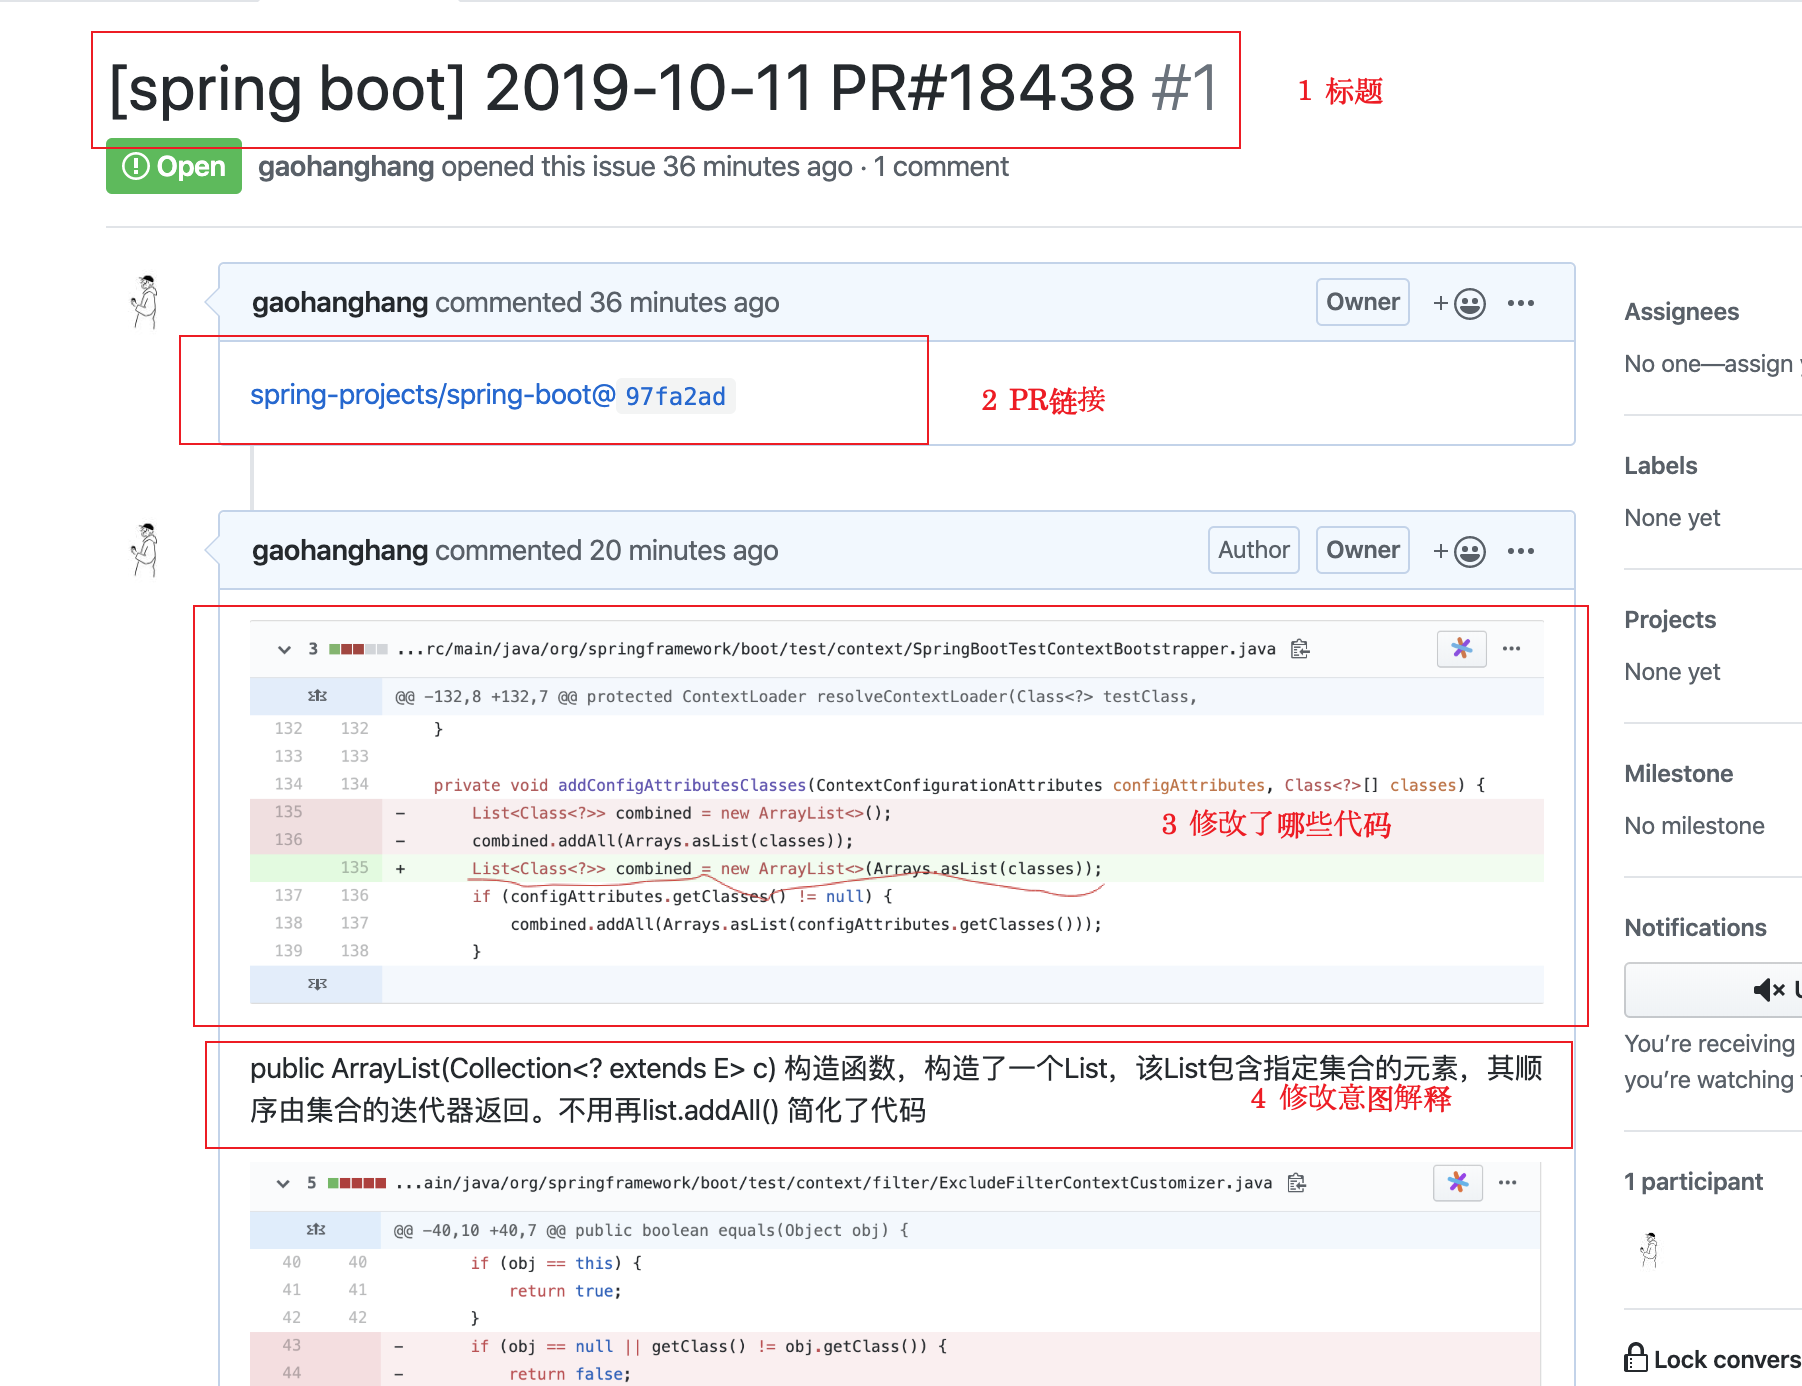 [spring boot] 2019-10-11 PR#18438 #1
1 标题
Open gaohanghang opened this issue 36 minutes ago · 1 comment
gaohanghang commented 36 minutes ago
Owner
spring-projects/spring-boot@97fa2ad
2 PR链接
gaohanghang commented 20 minutes ago
Author Owner
3 ...rc/main/java/org/springframework/boot/test/context/SpringBootTestContextBootstrapper.java
@@ -132,8 +132,7 @@ protected ContextLoader resolveContextLoader(Class<?> testClass,
132 132 }
133 133
134 134 private void addConfigAttributesClasses(ContextConfigurationAttributes configAttributes, Class<?>[] classes) {
135 - List<Class<?>> combined = new ArrayList<>();
136 - combined.addAll(Arrays.asList(classes));
3 修改了哪些代码
135 + List<Class<?>> combined = new ArrayList<>(Arrays.asList(classes));
137 136 if (configAttributes.getClasses() != null) {
138 137 combined.addAll(Arrays.asList(configAttributes.getClasses()));
139 138 }
public ArrayList(Collection<? extends E> c) 构造函数，构造了一个List，该List包含指定集合的元素，其顺
序由集合的迭代器返回。不用再list.addAll() 简化了代码
4 修改意图解释
5 ...ain/java/org/springframework/boot/test/context/filter/ExcludeFilterContextCustomizer.java
@@ -40,10 +40,7 @@ public boolean equals(Object obj) {
40 40 if (obj == this) {
41 41 return true;
42 42 }
43 - if (obj == null || getClass() != obj.getClass()) {
44 - return false;
Assignees
No one—assign
Labels
None yet
Projects
None yet
Milestone
No milestone
Notifications
You’re receiving
you’re watching
1 participant
Lock convers